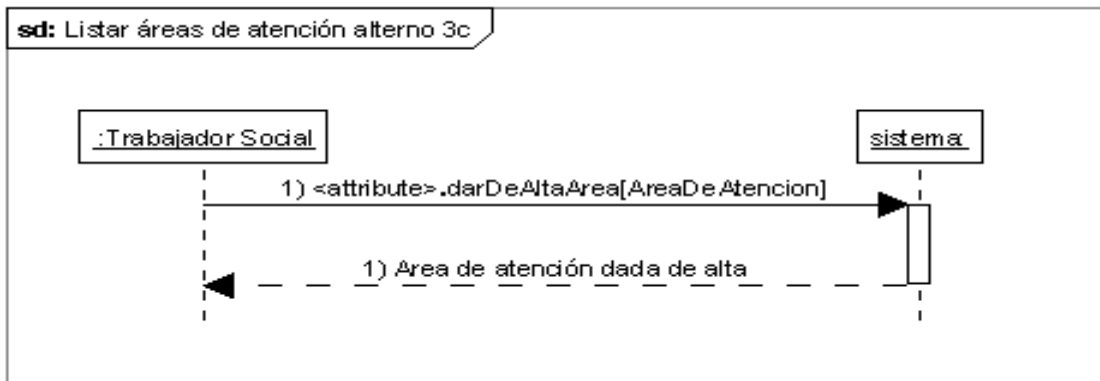 sd: Listar áreas de atención alterno 3c
:Trabajador Social
sistema:
1) <attribute>.darDeAltaArea[AreaDeAtencion]
1) Area de atención dada de alta